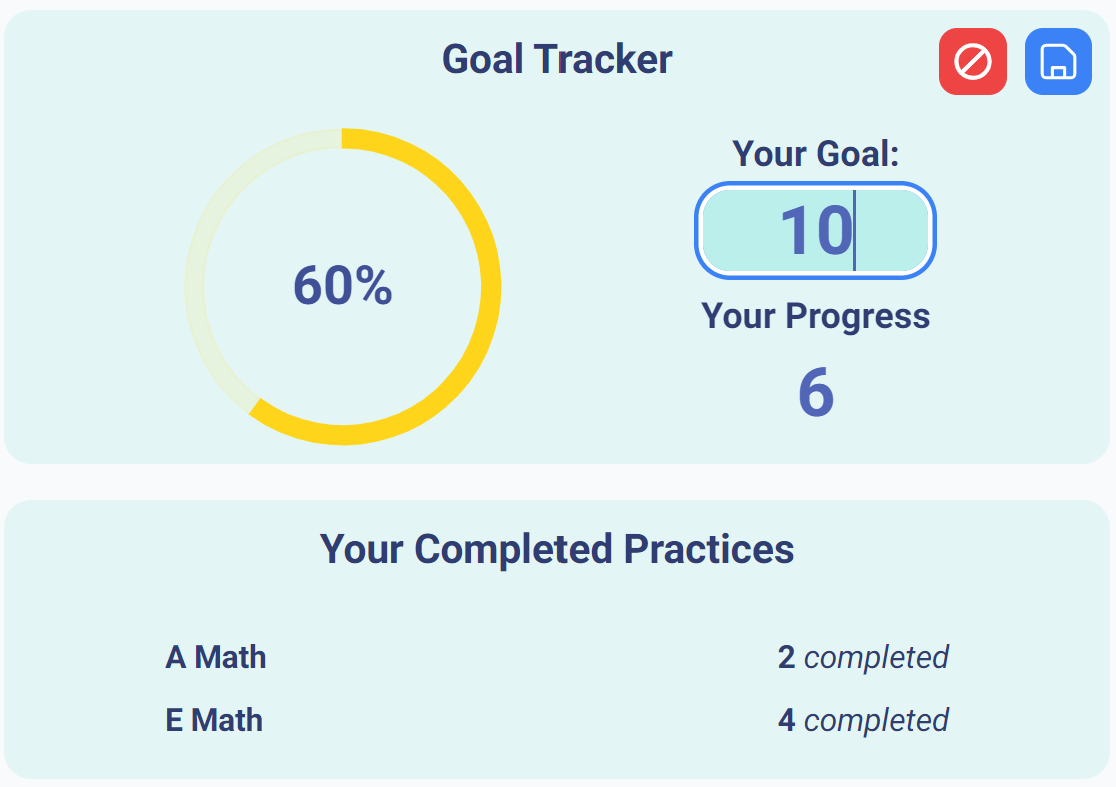 Goal Tracker
60%
Your Goal:
10
Your Progress
6
Your Completed Practices
A Math 2 completed
E Math 4 completed